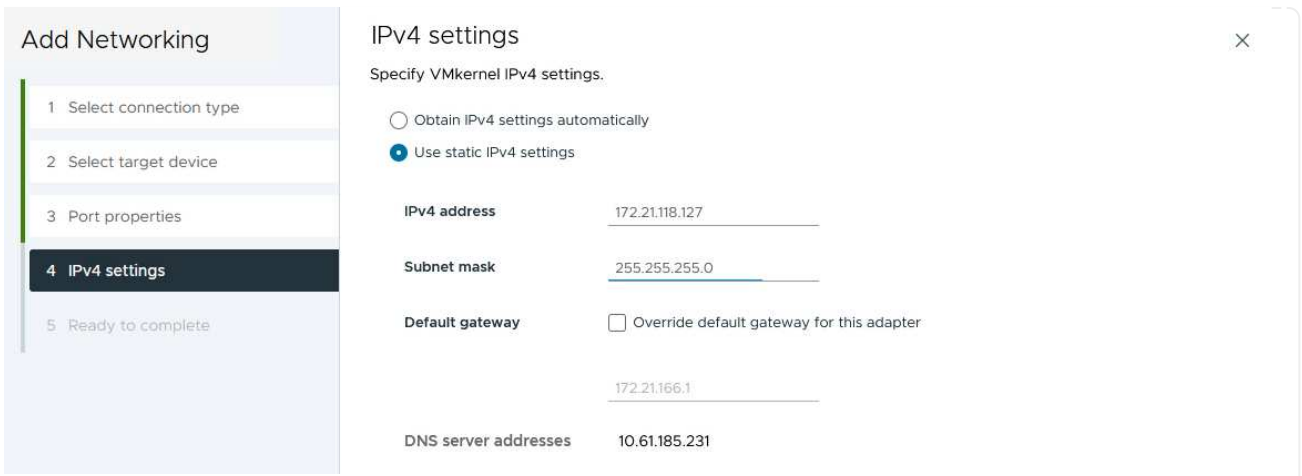 Add Networking
1 Select connection type
2 Select target device
3 Port properties
4 IPv4 settings
5 Ready to complete
IPv4 settings
Specify VMkernel IPv4 settings.
Obtain IPv4 settings automatically
Use static IPv4 settings
IPv4 address 172.21.118.127
Subnet mask 255.255.255.0
Default gateway Override default gateway for this adapter
172.21.166.1
DNS server addresses 10.61.185.231